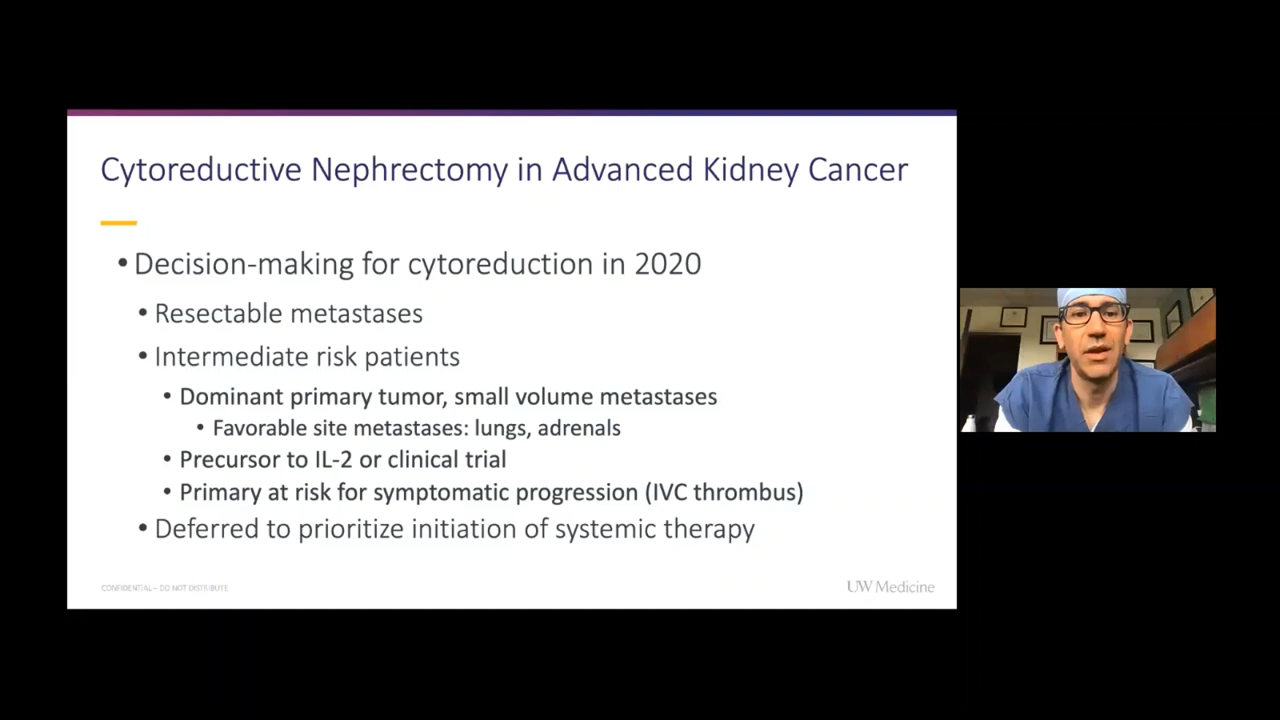 Cytoreductive Nephrectomy in Advanced Kidney Cancer
• Decision-making for cytoreduction in 2020
• Resectable metastases
• Intermediate risk patients
• Dominant primary tumor, small volume metastases
• Favorable site metastases: lungs, adrenals
• Precursor to IL-2 or clinical trial
• Primary at risk for symptomatic progression (IVC thrombus)
• Deferred to prioritize initiation of systemic therapy
CONFIDENTIAL – DO NOT DISTRIBUTE
UW Medicine